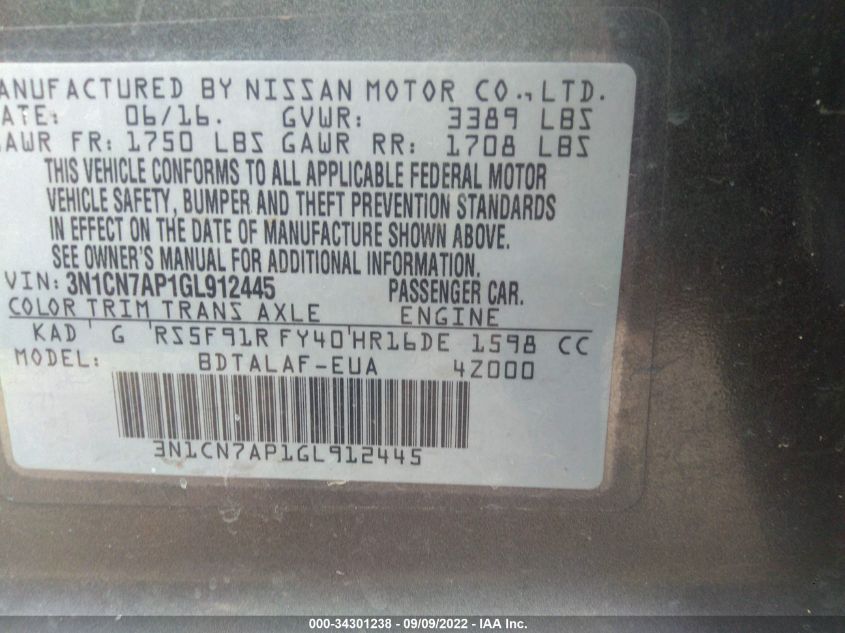 ANUFACTURED BY NISSAN MOTOR CO., LTD.
ATE: 06/16. GVWR: 3389 LBS
AWR FR: 1750 LBS GAWR RR: 1708 LBS
THIS VEHICLE CONFORMS TO ALL APPLICABLE FEDERAL MOTOR
VEHICLE SAFETY, BUMPER AND THEFT PREVENTION STANDARDS
IN EFFECT ON THE DATE OF MANUFACTURE SHOWN ABOVE.
SEE OWNER'S MANUAL FOR ADDITIONAL INFORMATION.
VIN: 3N1CN7AP1GL912445 PASSENGER CAR.
COLOR TRIM TRANS AXLE ENGINE
KAD G RS5F91R FY40 HR16DE 1598 CC
MODEL: BDTALAF-EUA 4Z000
3N1CN7AP1GL912445
000-34301238 - 09/09/2022 - IAA Inc.